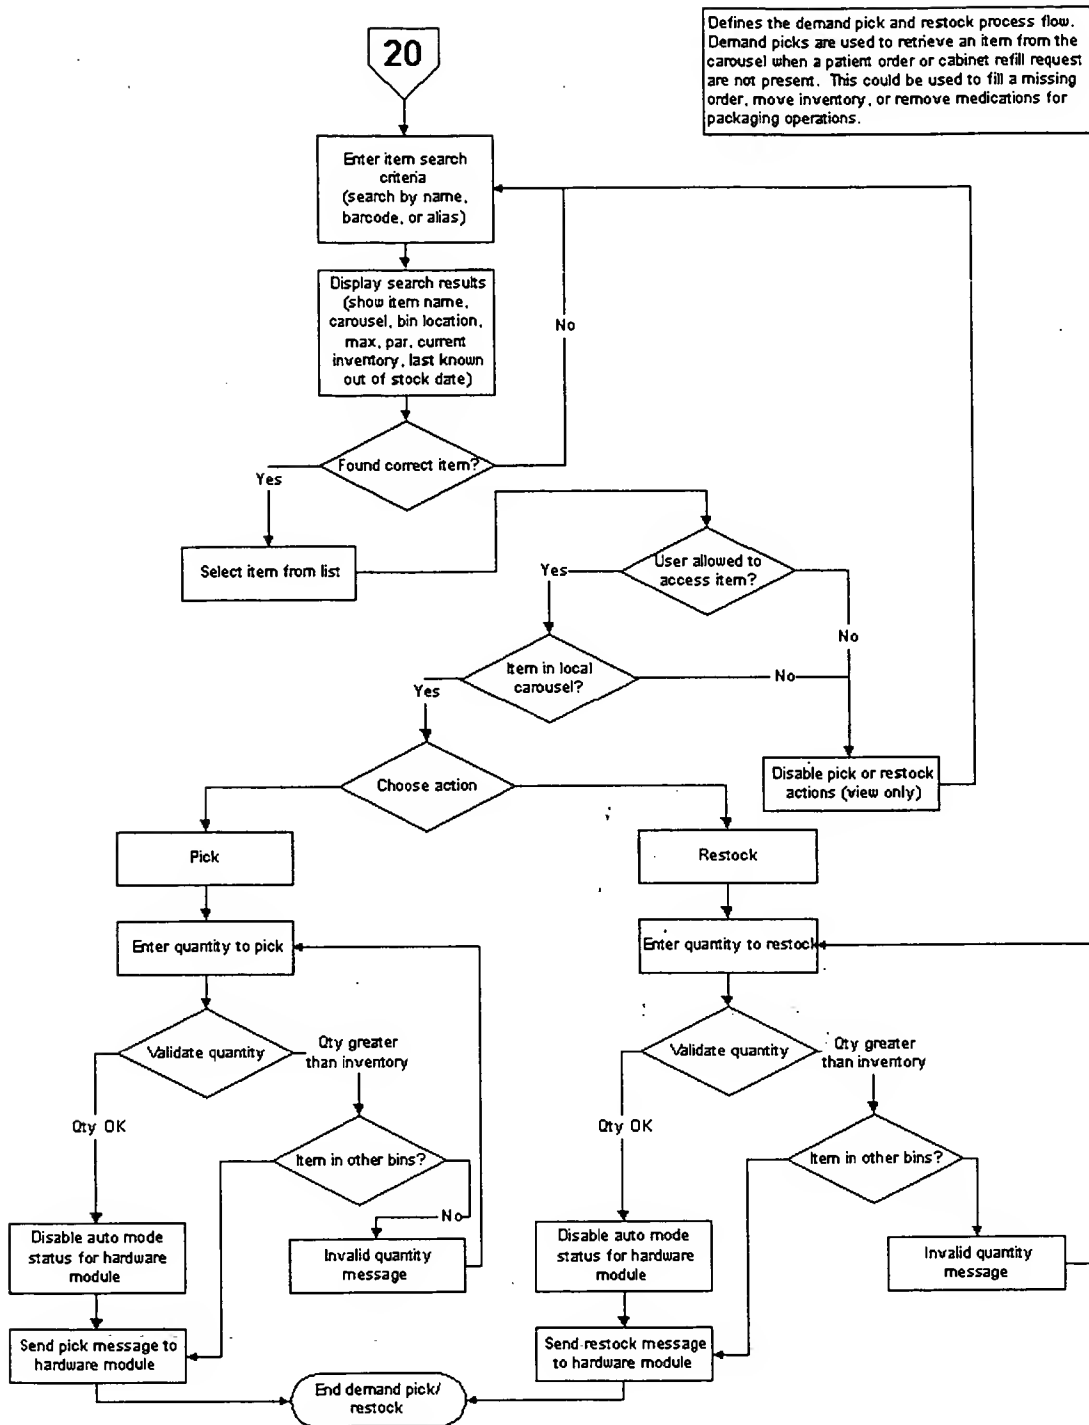 Defines the demand pick and restock process flow.
Demand picks are used to retrieve an item from the
carousel when a patient order or cabinet refill request
are not present. This could be used to fill a missing
order, move inventory, or remove medications for
packaging operations.
20
Enter item search
criteria
(search by name,
barcode, or alias)
Display search results
(show item name,
carousel, bin location,
max, par, current
inventory, last known
out of stock date)
No
Found correct item?
Yes
Select item from list
User allowed to
access item?
Yes
No
Item in local
carousel?
No
Yes
Choose action
Disable pick or restock
actions (view only)
Pick
Restock
Enter quantity to pick
Enter quantity to restock
Validate quantity
Qty greater
than inventory
Validate quantity
Qty greater
than inventory
Qty OK
Item in other bins?
Qty OK
Item in other bins?
No
Disable auto mode
status for hardware
module
Invalid quantity
message
Disable auto mode
status for hardware
module
Invalid quantity
message
Send pick message to
hardware module
Send restock message
to hardware module
End demand pick/
restock